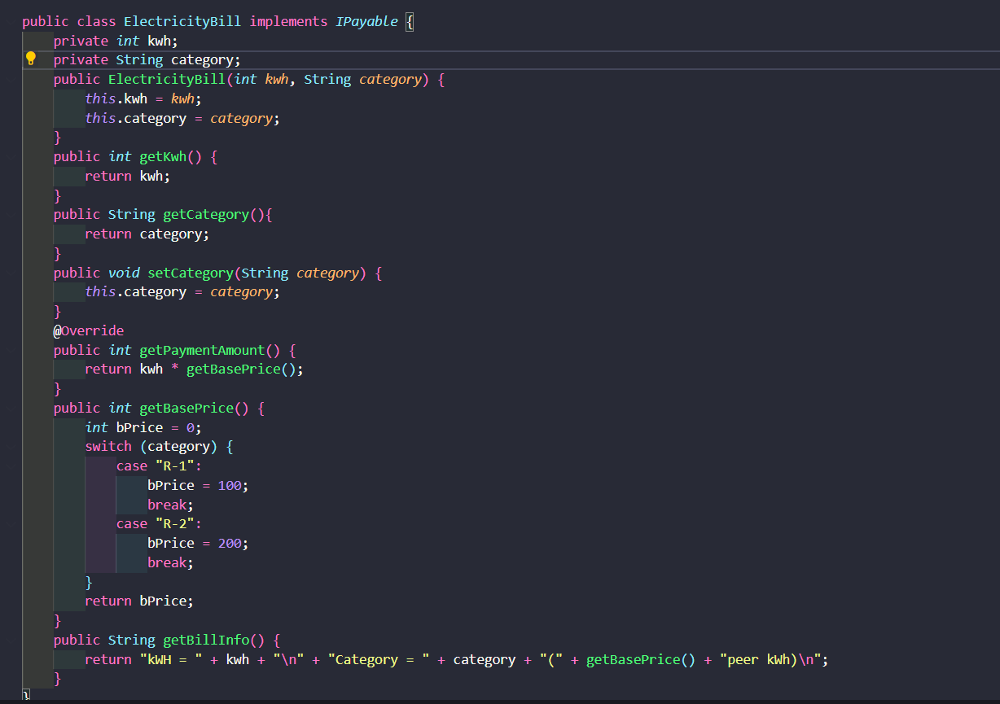 public class ElectricityBill implements IPayable {
    private int kwh;
    private String category;
    public ElectricityBill(int kwh, String category) {
        this.kwh = kwh;
        this.category = category;
    }
    public int getKwh() {
        return kwh;
    }
    public String getCategory(){
        return category;
    }
    public void setCategory(String category) {
        this.category = category;
    }
    @Override
    public int getPaymentAmount() {
        return kwh * getBasePrice();
    }
    public int getBasePrice() {
        int bPrice = 0;
        switch (category) {
            case "R-1":
                bPrice = 100;
                break;
            case "R-2":
                bPrice = 200;
                break;
        }
        return bPrice;
    }
    public String getBillInfo() {
        return "kWH = " + kwh + "\n" + "Category = " + category + "(" + getBasePrice() + "peer kWh)\n";
    }
}